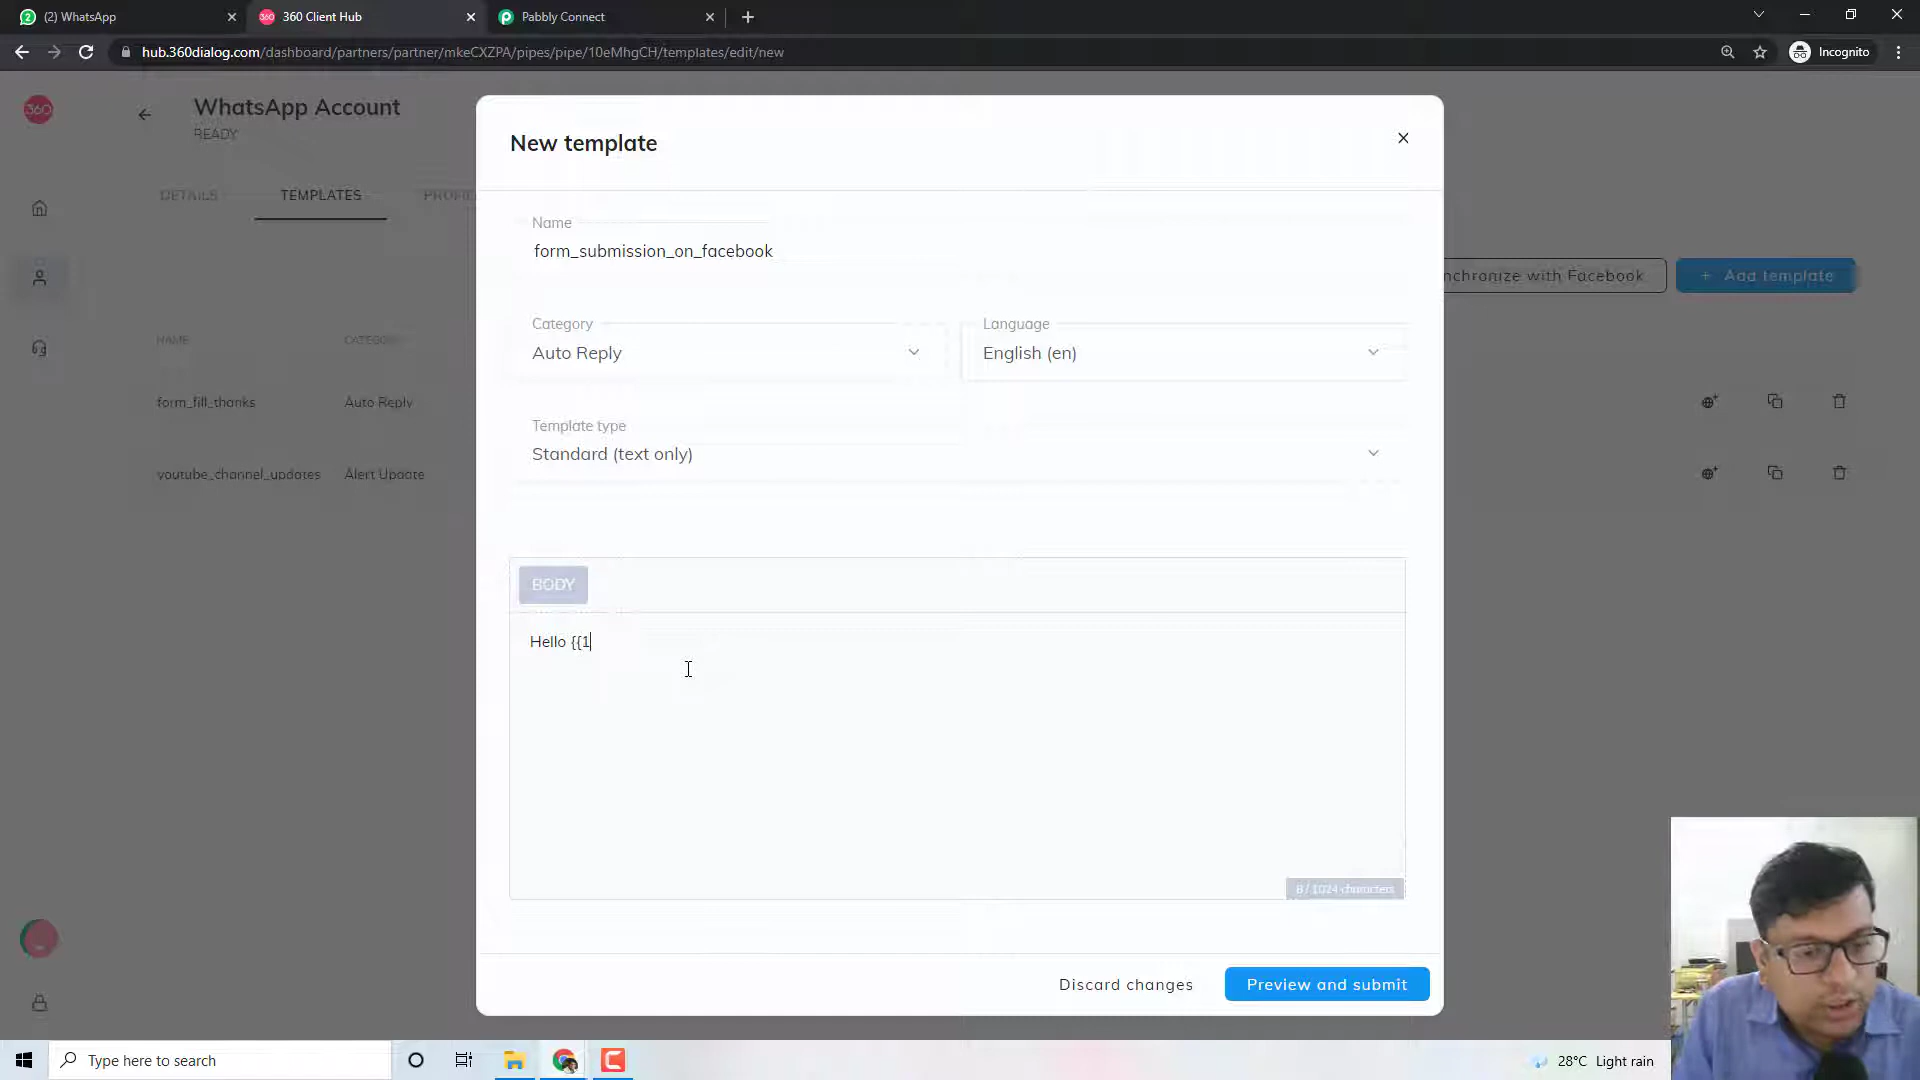 (2) WhatsApp
360 Client Hub
Pabbly Connect
hub.360dialog.com/dashboard/partners/partner/mkeCXZPA/pipes/pipe/10eMhgCH/templates/edit/new
Incognito
360
WhatsApp Account
READY
DETAILS
TEMPLATES
PROFI
New template
Name
form_submission_on_facebook
Category
Auto Reply
Language
English (en)
Template type
Standard (text only)
nchronize with Facebook
+ Add template
NAME
CATEGO
form_fill_thanks
Auto Reply
youtube_channel_updates
Alert Update
BODY
Hello {{1
8 / 1024 characters
Discard changes
Preview and submit
Type here to search
28°C Light rain